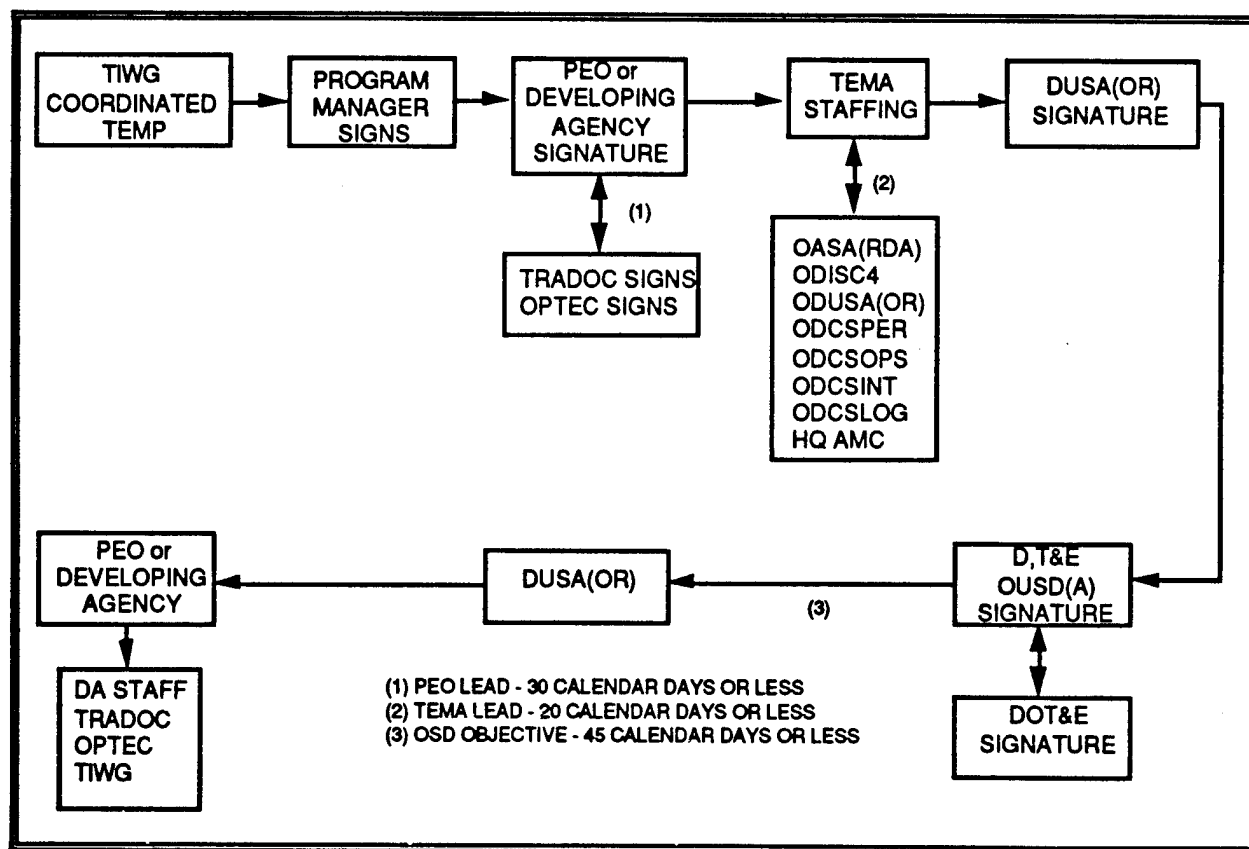 TIWG
COORDINATED
TEMP
PROGRAM
MANAGER
SIGNS
PEO or
DEVELOPING
AGENCY
SIGNATURE
TEMA
STAFFING
DUSA(OR)
SIGNATURE
(1)
(2)
TRADOC SIGNS
OPTEC SIGNS
OASA(RDA)
ODISC4
ODUSA(OR)
ODCSPER
ODCSOPS
ODCSINT
ODCSLOG
HQ AMC
D,T&E
OUSD(A)
SIGNATURE
DOT&E
SIGNATURE
(3)
DUSA(OR)
PEO or
DEVELOPING
AGENCY
DA STAFF
TRADOC
OPTEC
TIWG
(1) PEO LEAD - 30 CALENDAR DAYS OR LESS
(2) TEMA LEAD - 20 CALENDAR DAYS OR LESS
(3) OSD OBJECTIVE - 45 CALENDAR DAYS OR LESS